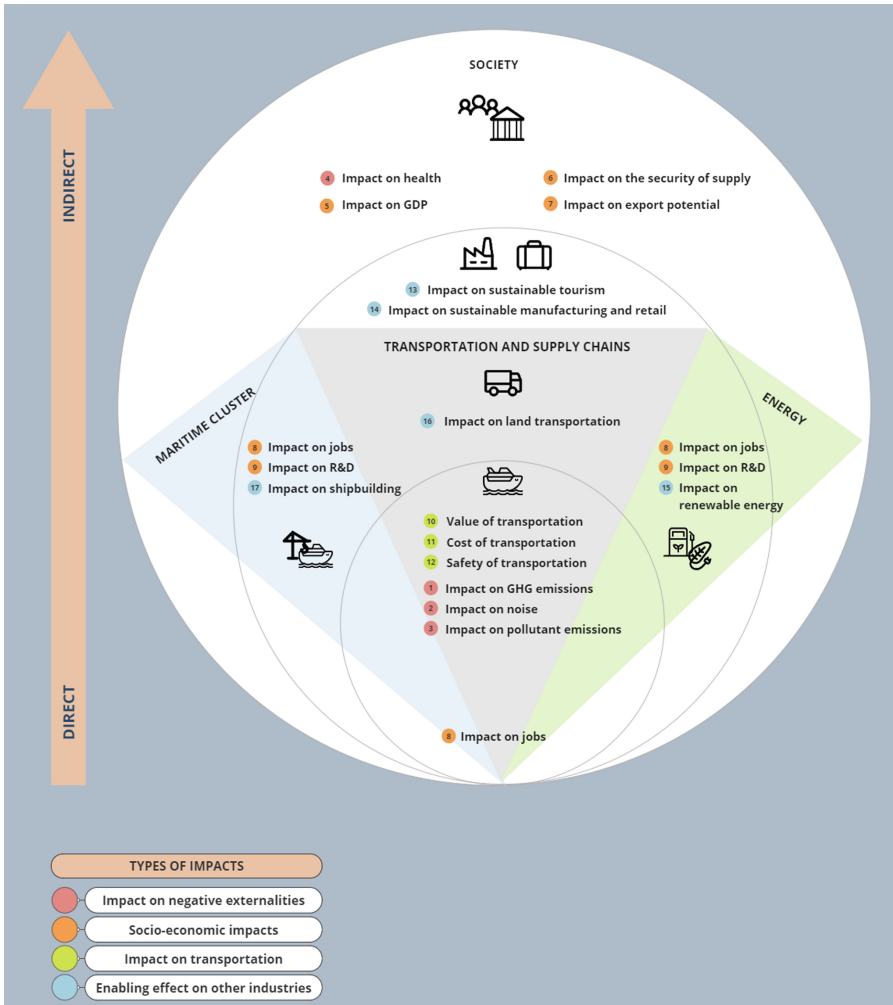 SOCIETY
4 Impact on health
6 Impact on the security of supply
5 Impact on GDP
7 Impact on export potential
13 Impact on sustainable tourism
14 Impact on sustainable manufacturing and retail
TRANSPORTATION AND SUPPLY CHAINS
16 Impact on land transportation
MARITIME CLUSTER
8 Impact on jobs
9 Impact on R&D
17 Impact on shipbuilding
ENERGY
8 Impact on jobs
9 Impact on R&D
15 Impact on
renewable energy
10 Value of transportation
11 Cost of transportation
12 Safety of transportation
1 Impact on GHG emissions
2 Impact on noise
3 Impact on pollutant emissions
8 Impact on jobs
INDIRECT
DIRECT
TYPES OF IMPACTS
Impact on negative externalities
Socio-economic impacts
Impact on transportation
Enabling effect on other industries